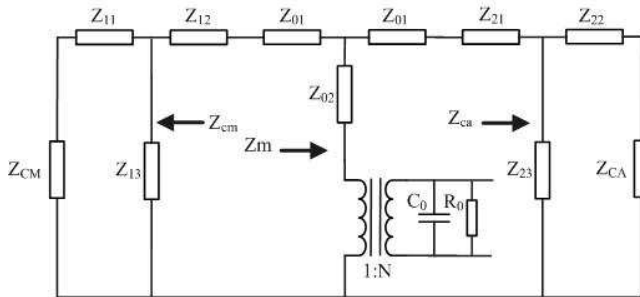 Z11 Z12 Z01 Z01 Z21 Z22
Z02
Zcm Zca
Zm
ZCM Z13 Z23 ZCA
C0 R0
1:N